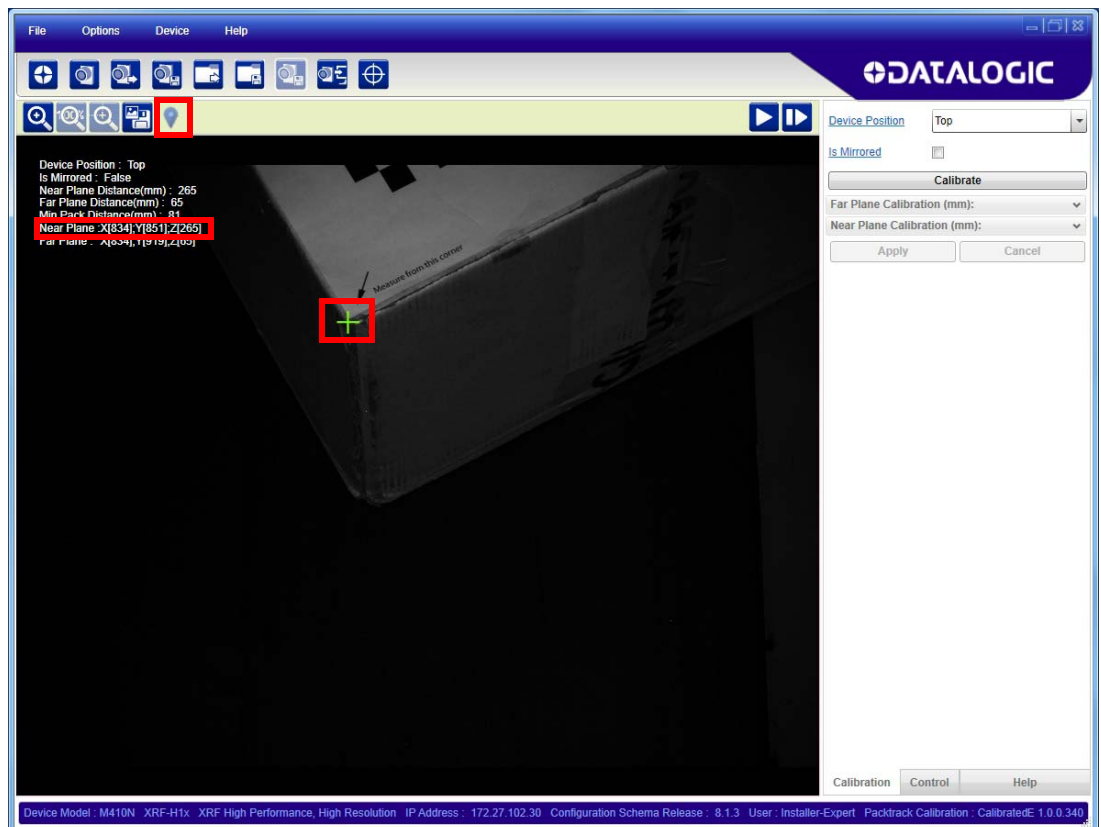 File Options Device Help
DATALOGIC
100%
Device Position Top
Is Mirrored
Calibrate
Far Plane Calibration (mm):
Near Plane Calibration (mm):
Apply Cancel
Device Position : Top
Is Mirrored : False
Near Plane Distance(mm) : 265
Far Plane Distance(mm) : 65
Min Pack Distance(mm) : 81
Near Plane :X[834];Y[851];Z[265]
Far Plane : X[834];Y[919];Z[65]
Measure from this corner
Calibration Control Help
Device Model : M410N XRF-H1x XRF High Performance, High Resolution IP Address : 172.27.102.30 Configuration Schema Release : 8.1.3 User : Installer-Expert Packtrack Calibration : CalibratedE 1.0.0.340